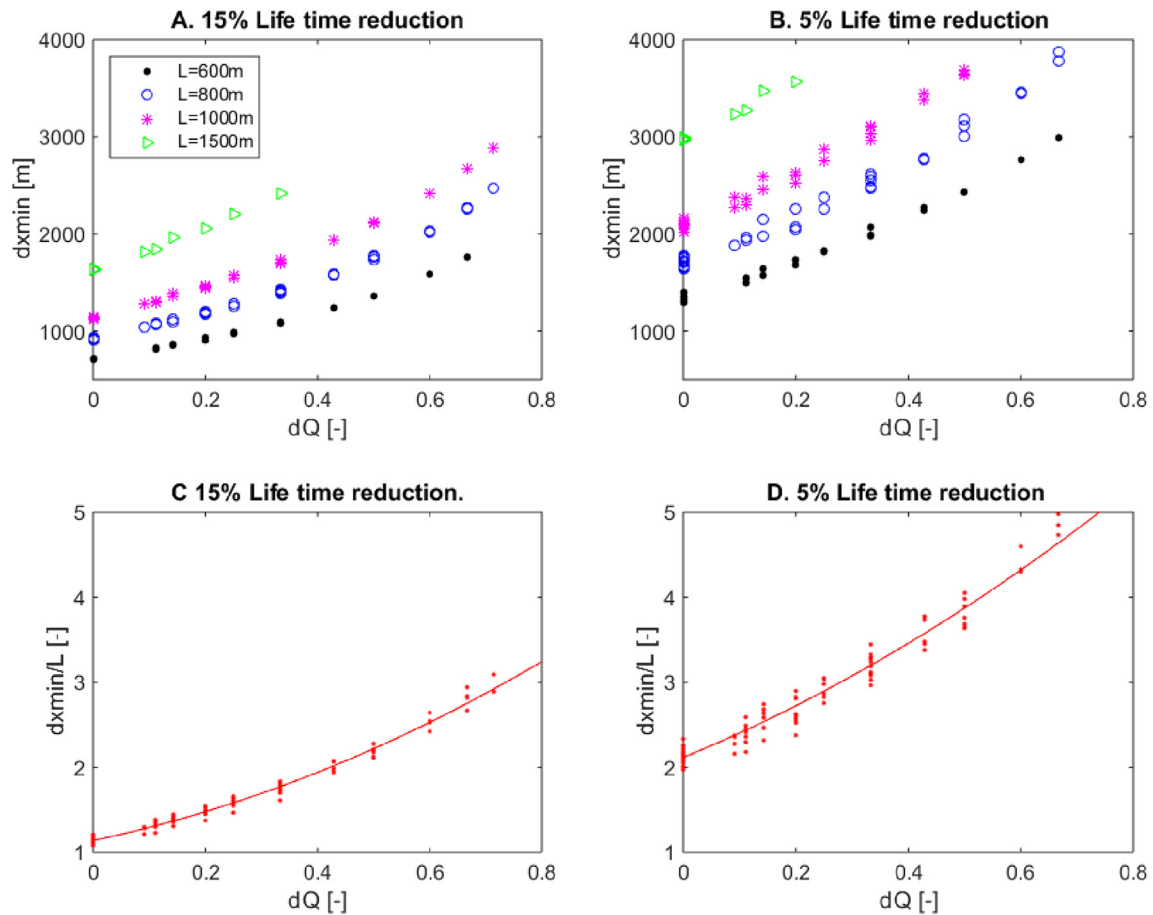 A. 15% Life time reduction
4000
3000
2000
1000
dxmin [m]
L=600m
L=800m
L=1000m
L=1500m
0 0.2 0.4 0.6 0.8
dQ [-]
B. 5% Life time reduction
4000
3000
2000
1000
dxmin [m]
0 0.2 0.4 0.6 0.8
dQ [-]
C 15% Life time reduction.
5
4
3
2
1
dxmin/L [-]
0 0.2 0.4 0.6 0.8
dQ [-]
D. 5% Life time reduction
5
4
3
2
1
dxmin/L [-]
0 0.2 0.4 0.6 0.8
dQ [-]